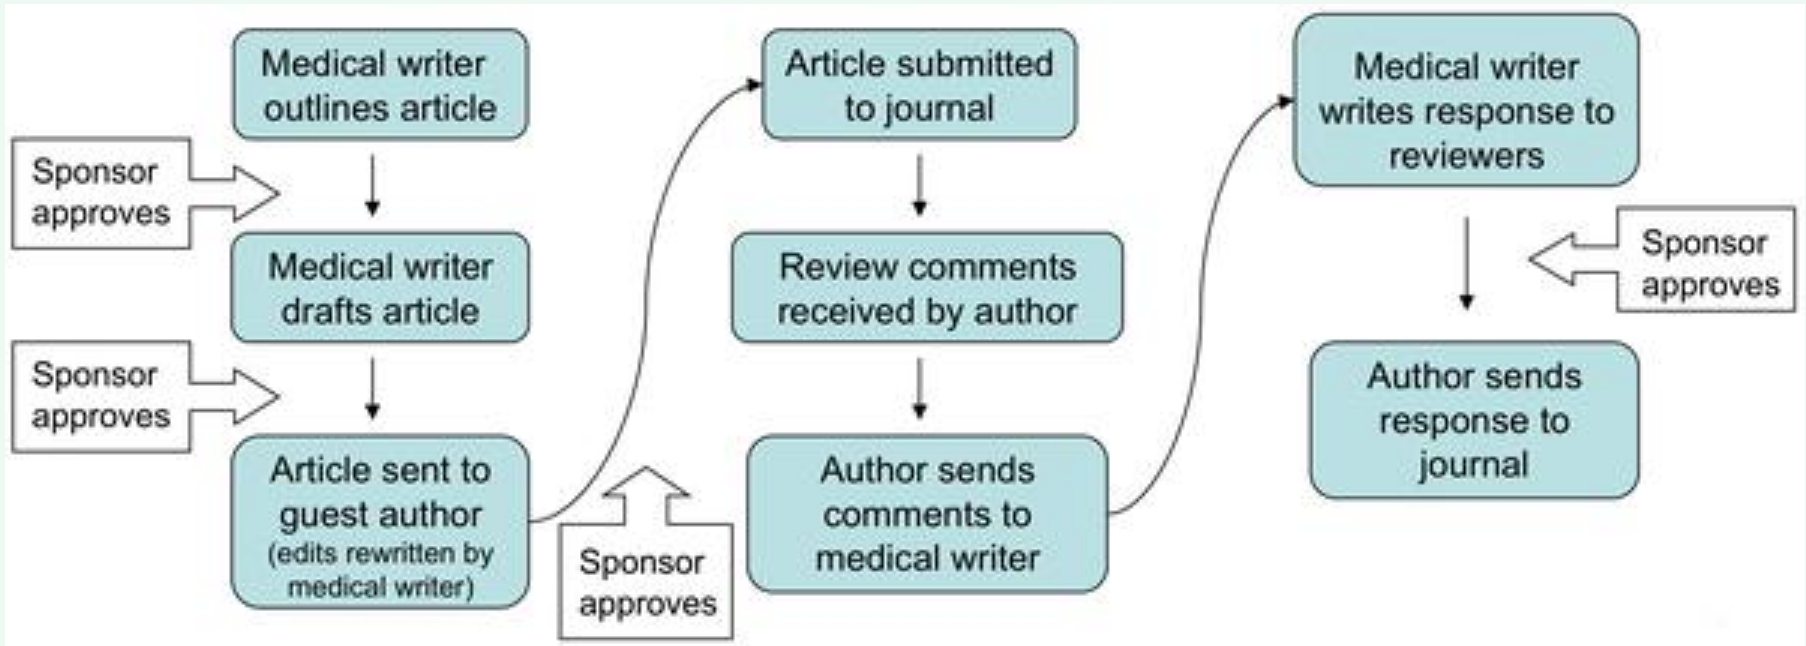 Medical writer
outlines article
Sponsor
approves
Medical writer
drafts article
Sponsor
approves
Article sent to
guest author
(edits rewritten by
medical writer)
Sponsor
approves
Article submitted
to journal
Review comments
received by author
Author sends
comments to
medical writer
Medical writer
writes response to
reviewers
Sponsor
approves
Author sends
response to
journal